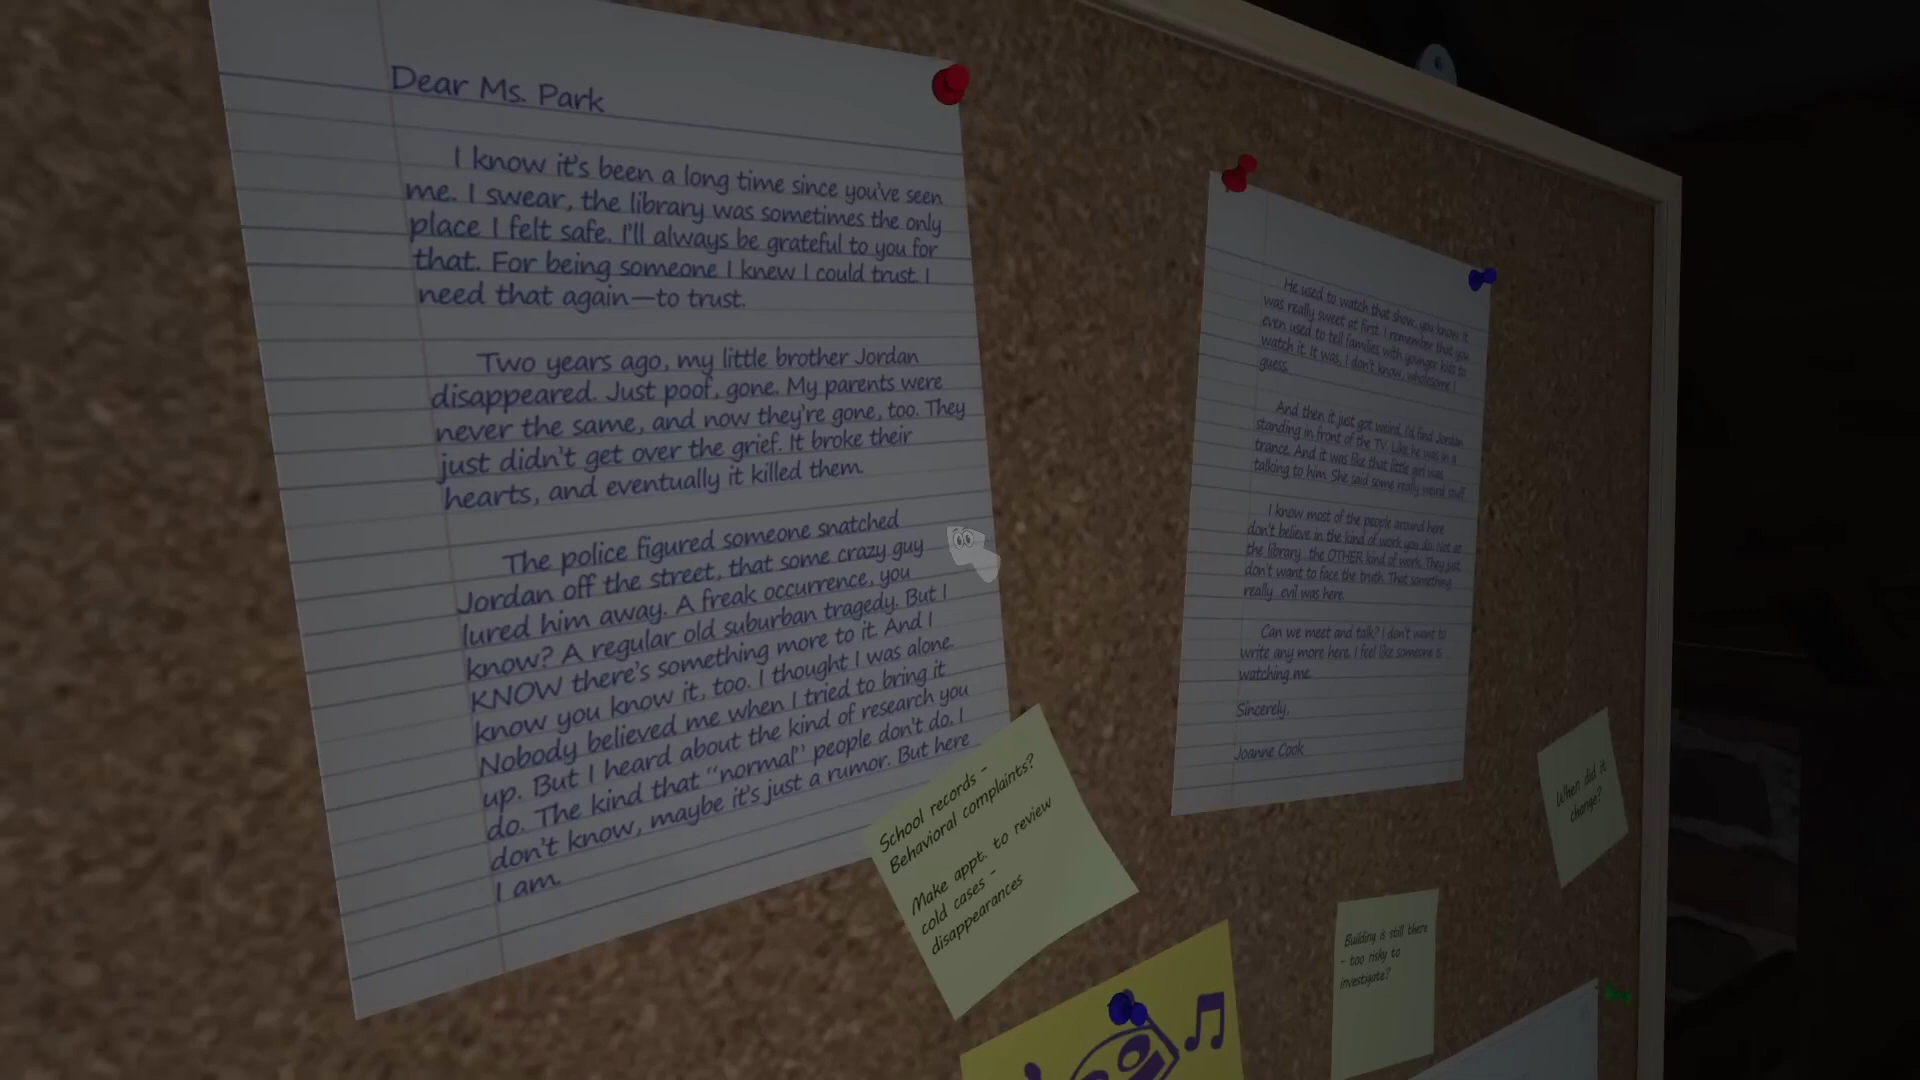 Dear Ms. Park
I know it's been a long time since you've seen
me. I swear, the library was sometimes the only
place I felt safe. I'll always be grateful to you for
that. For being someone I knew I could trust. I
need that again—to trust.
Two years ago, my little brother Jordan
disappeared. Just poof, gone. My parents were
never the same, and now they're gone, too. They
just didn't get over the grief. It broke their
hearts, and eventually it killed them.
The police figured someone snatched
Jordan off the street, that some crazy guy
lured him away. A freak occurrence, you
know? A regular old suburban tragedy. But I
KNOW there's something more to it. And I
know you know it, too. I thought I was alone.
Nobody believed me when I tried to bring it
up. But I heard about the kind of research you
do. The kind that "normal" people don't do. I
don't know, maybe it's just a rumor. But here
I am.
He used to watch that show, you know, it
was really sweet at first. I remember that you
even used to tell families with younger kids to
watch it. It was, I don't know, wholesome I
guess.
And then it just got weird. I'd find Jordan
standing in front of the TV. Like he was in a
trance. And it was like that little girl was
talking to him. She said some really weird stuff.
I know most of the people around here
don't believe in the kind of work you do. Not at
the library, the OTHER kind of work. They just
don't want to face the truth. That something
really evil was here.
Can we meet and talk? I don't want to
write any more here. I feel like someone is
watching me.
Sincerely,
Joanne Cook
School records -
Behavioral complaints?
Make appt. to review
cold cases -
disappearances
When did it
change?
Building is still there
- too risky to
investigate?